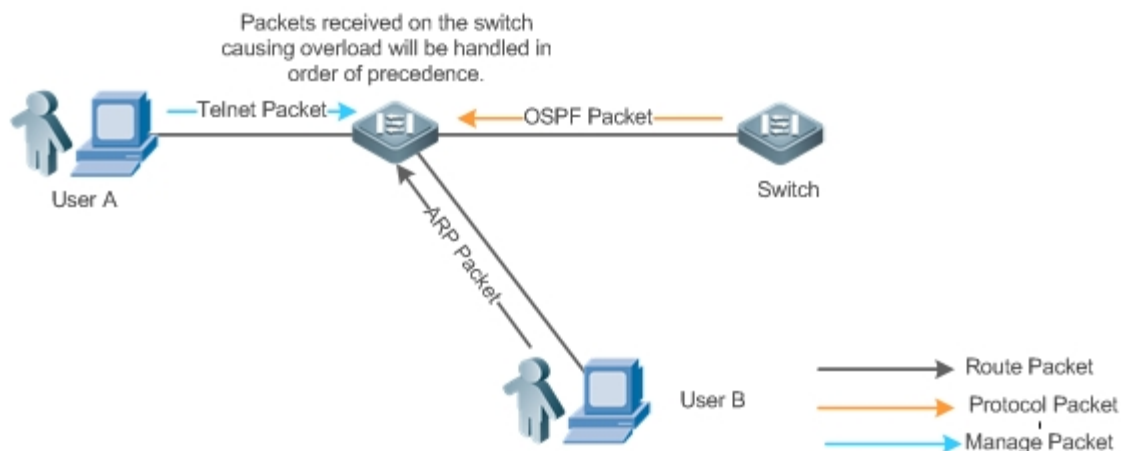 Packets received on the switch
causing overload will be handled in
order of precedence.
Telnet Packet
OSPF Packet
User A
Switch
ARP Packet
User B
Route Packet
Protocol Packet
Manage Packet